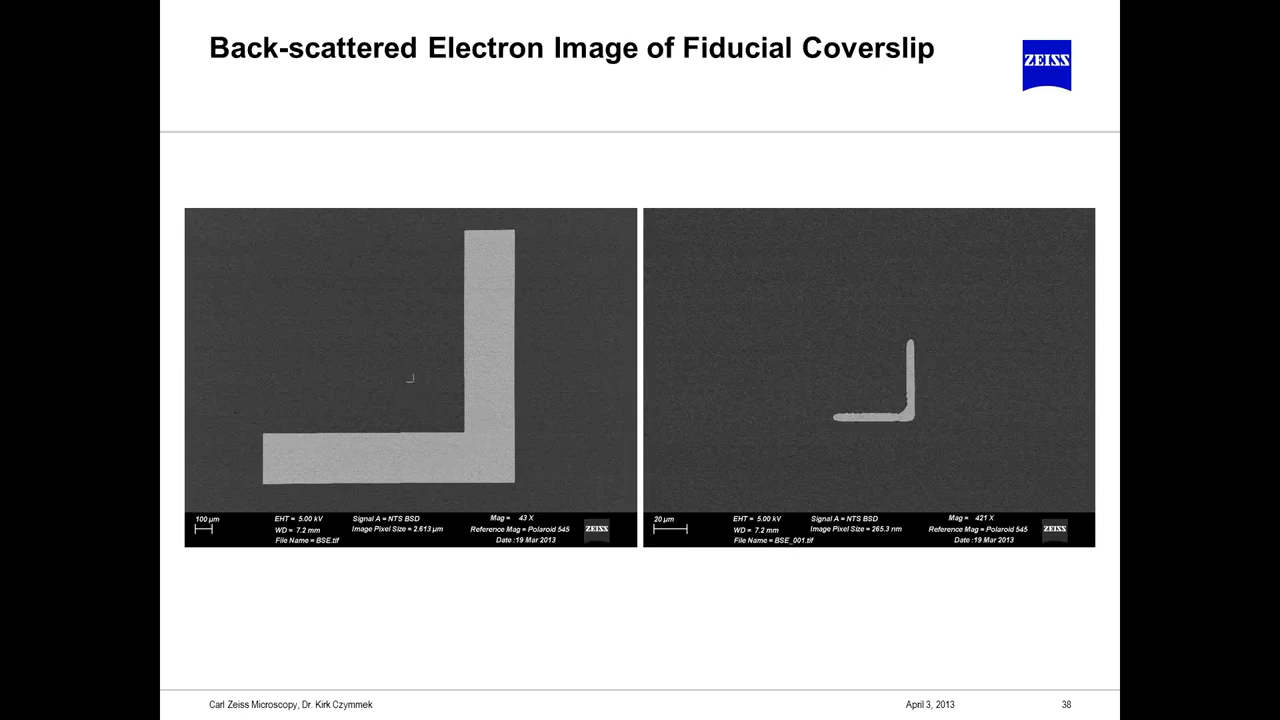 Back-scattered Electron Image of Fiducial Coverslip
ZEISS
100 µm
EHT = 5.00 kV
Signal A = NTS BSD
Mag = 43 X
WD = 7.2 mm
Image Pixel Size = 2.613 µm
Reference Mag = Polaroid 545
File Name = BSE.tif
Date :19 Mar 2013
ZEISS
20 µm
EHT = 5.00 kV
Signal A = NTS BSD
Mag = 421 X
WD = 7.2 mm
Image Pixel Size = 265.3 nm
Reference Mag = Polaroid 545
File Name = BSE_001.tif
Date :19 Mar 2013
ZEISS
Carl Zeiss Microscopy, Dr. Kirk Czymmek
April 3, 2013
38